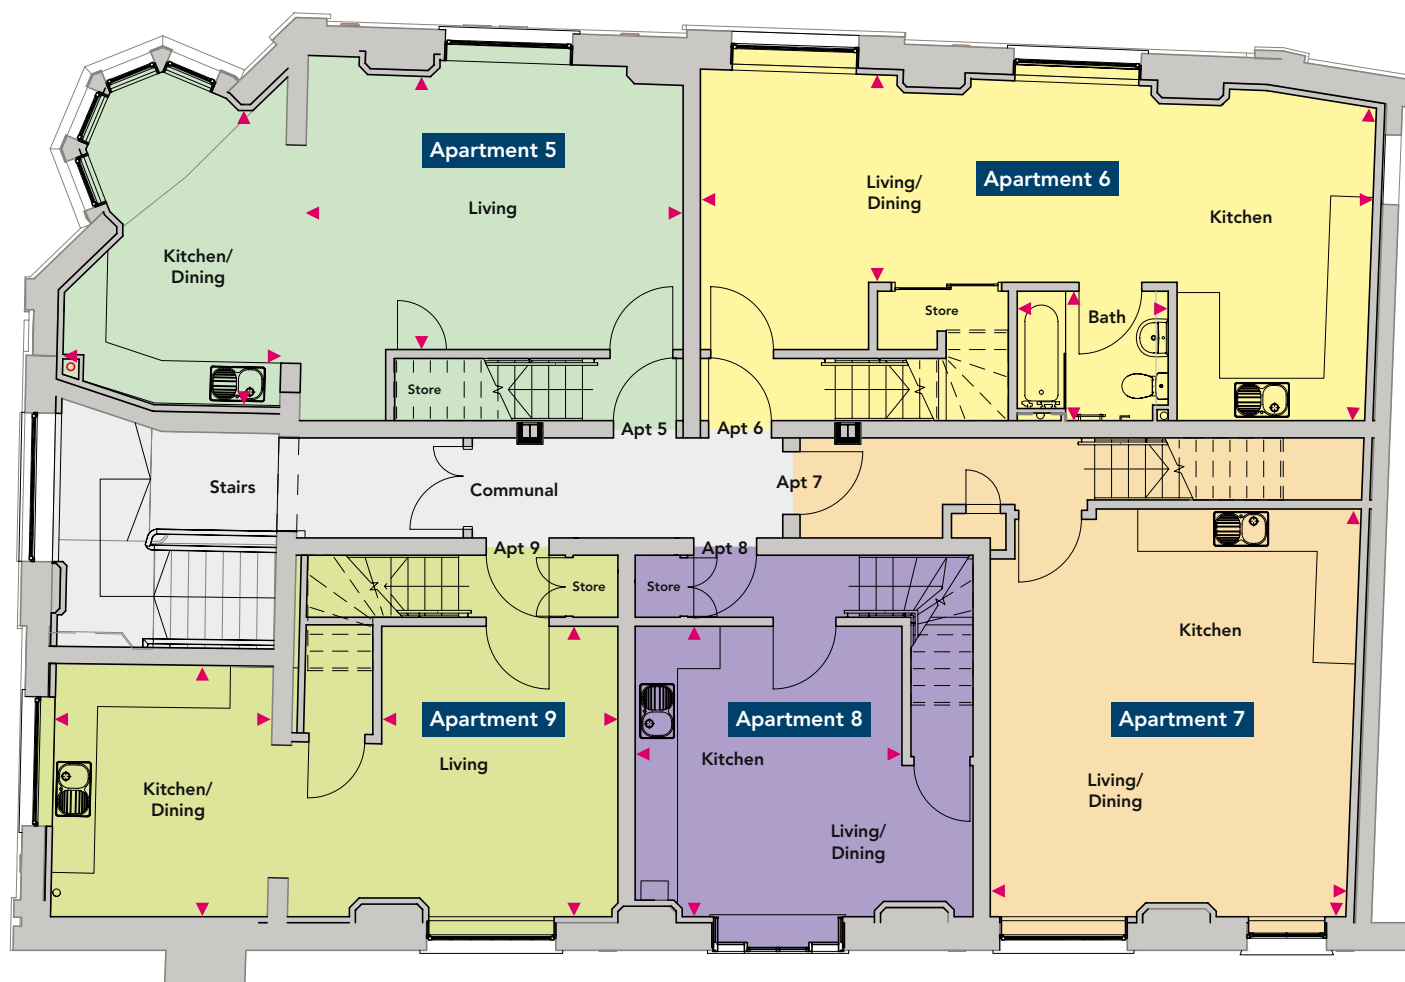 Apartment 5
Living
Kitchen/
Dining
Store
Apt 5
Apartment 6
Living/
Dining
Kitchen
Store
Bath
Apt 6
Stairs
Communal
Apt 7
Apt 9
Apt 8
Store
Store
Kitchen
Apartment 9
Living
Kitchen/
Dining
Apartment 8
Kitchen
Living/
Dining
Apartment 7
Living/
Dining